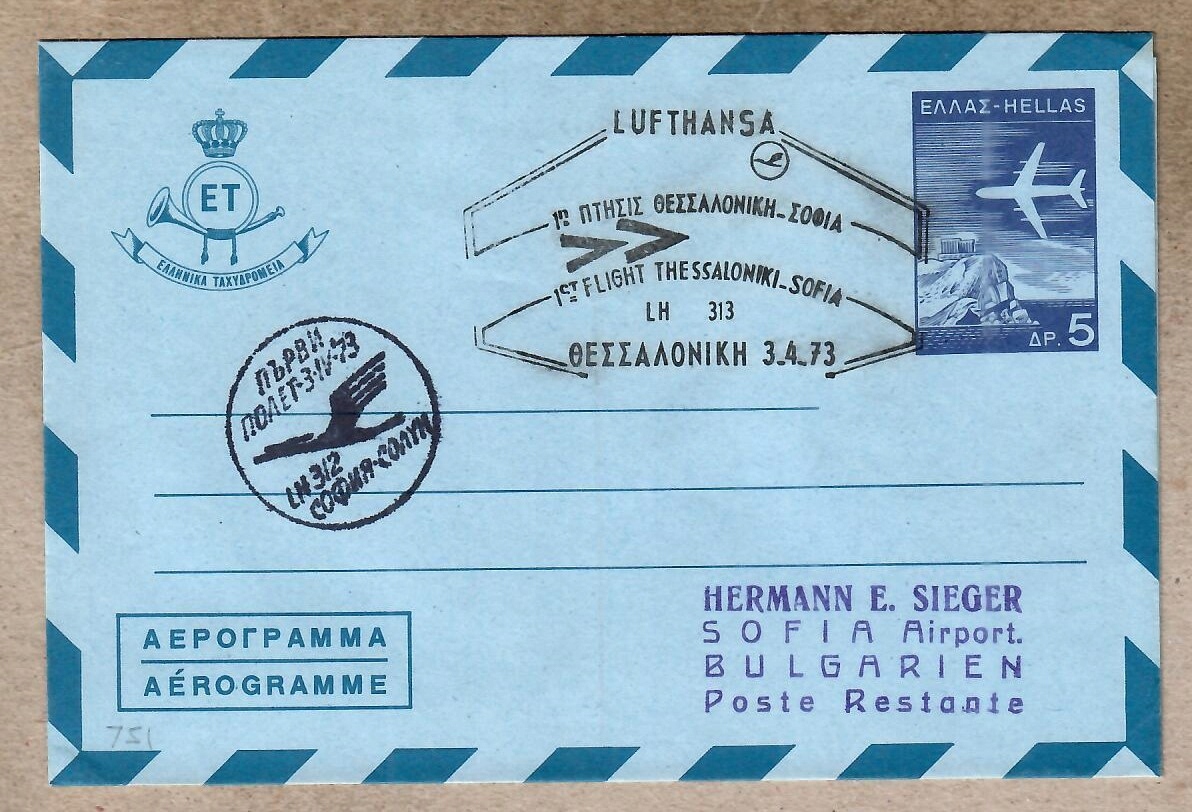 ΕΛΛΑΣ-HELLAS
ΔΡ. 5
ΕΤ
ΕΛΛΗΝΙΚΑ ΤΑΧΥΔΡΟΜΕΙΑ
LUFTHANSA
1η ΠΤΗΣΙΣ ΘΕΣΣΑΛΟΝΙΚΗ-ΣΟΦΙΑ
1ST FLIGHT THESSALONIKI-SOFIA
LH 313
ΘΕΣΣΑΛΟΝΙΚΗ 3-4-73
ПЪРВИ
ПОЛЕТ-3·IV·73
LH 312
СОФИЯ-СОЛУН
HERMANN E. SIEGER
SOFIA Airport.
BULGARIEN
Poste Restante
ΑΕΡΟΓΡΑΜΜΑ
AÉROGRAMME
751